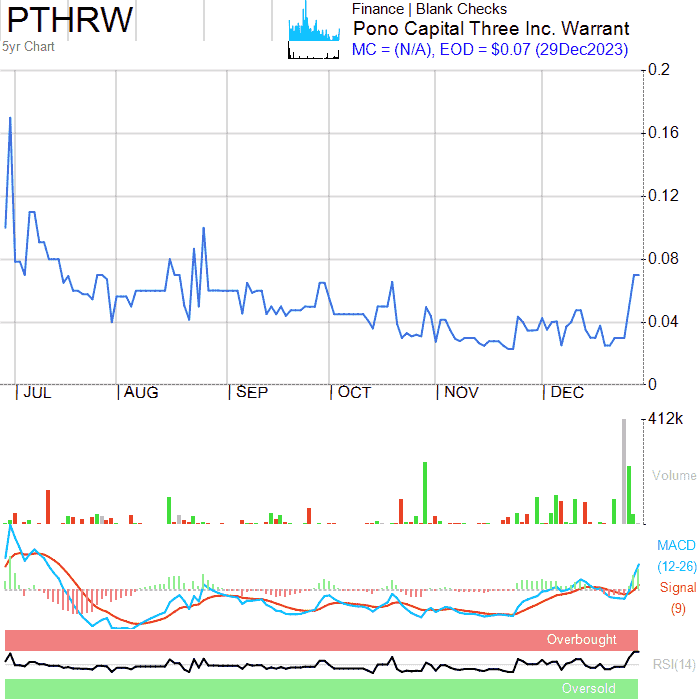 PTHRW
5yr Chart
Finance | Blank Checks
Pono Capital Three Inc. Warrant
MC = (N/A), EOD = $0.07 (29Dec2023)
0.2
0.16
0.12
0.08
0.04
0
JUL AUG SEP OCT NOV DEC
412k
Volume
MACD
(12-26)
Signal
(9)
Overbought
RSI(14)
Oversold